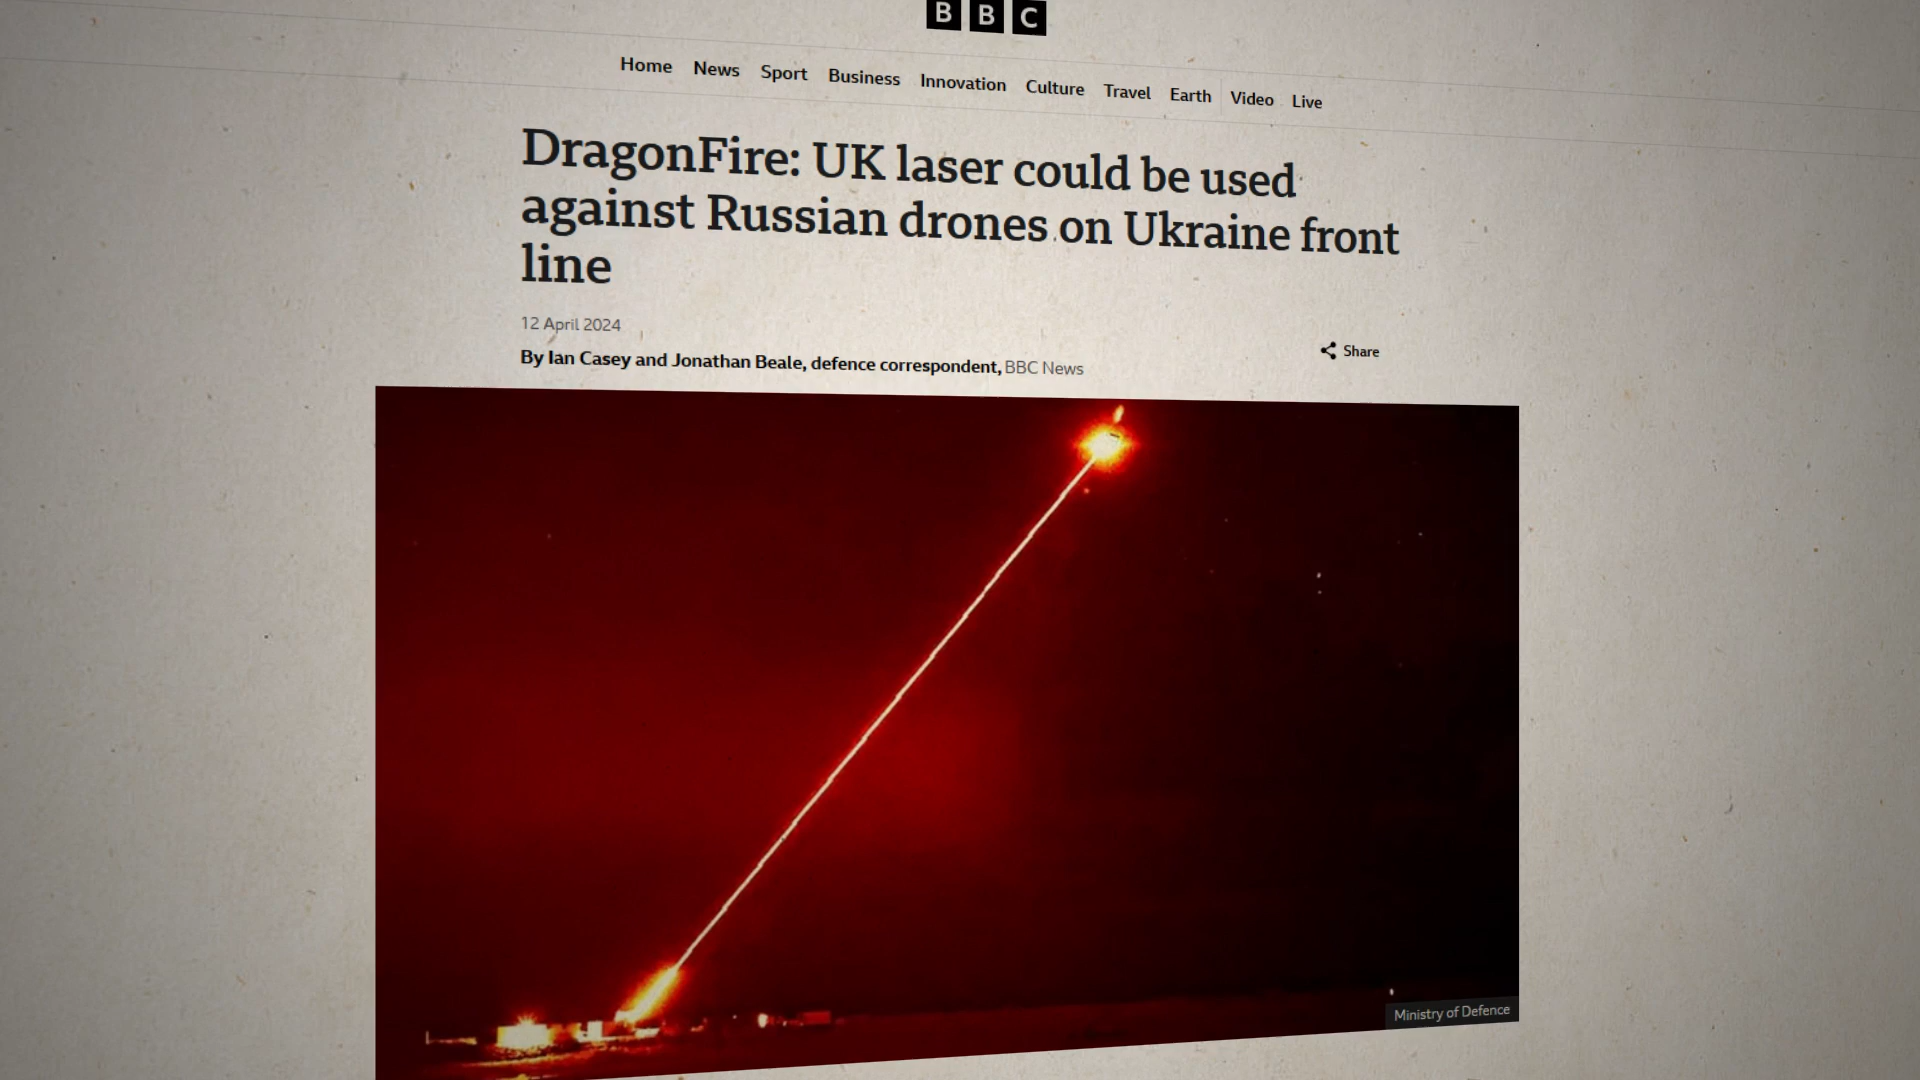 BBC
Home News Sport Business Innovation Culture Travel Earth Video Live
DragonFire: UK laser could be used
against Russian drones on Ukraine front
line
12 April 2024
Share
By Ian Casey and Jonathan Beale, defence correspondent, BBC News
Ministry of Defence